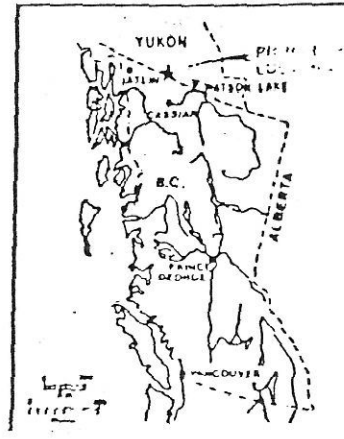 YUKON
ATLIN
WATSON LAKE
CASSIAR
B.C.
ALBERTA
PRINCE
GEORGE
VANCOUVER